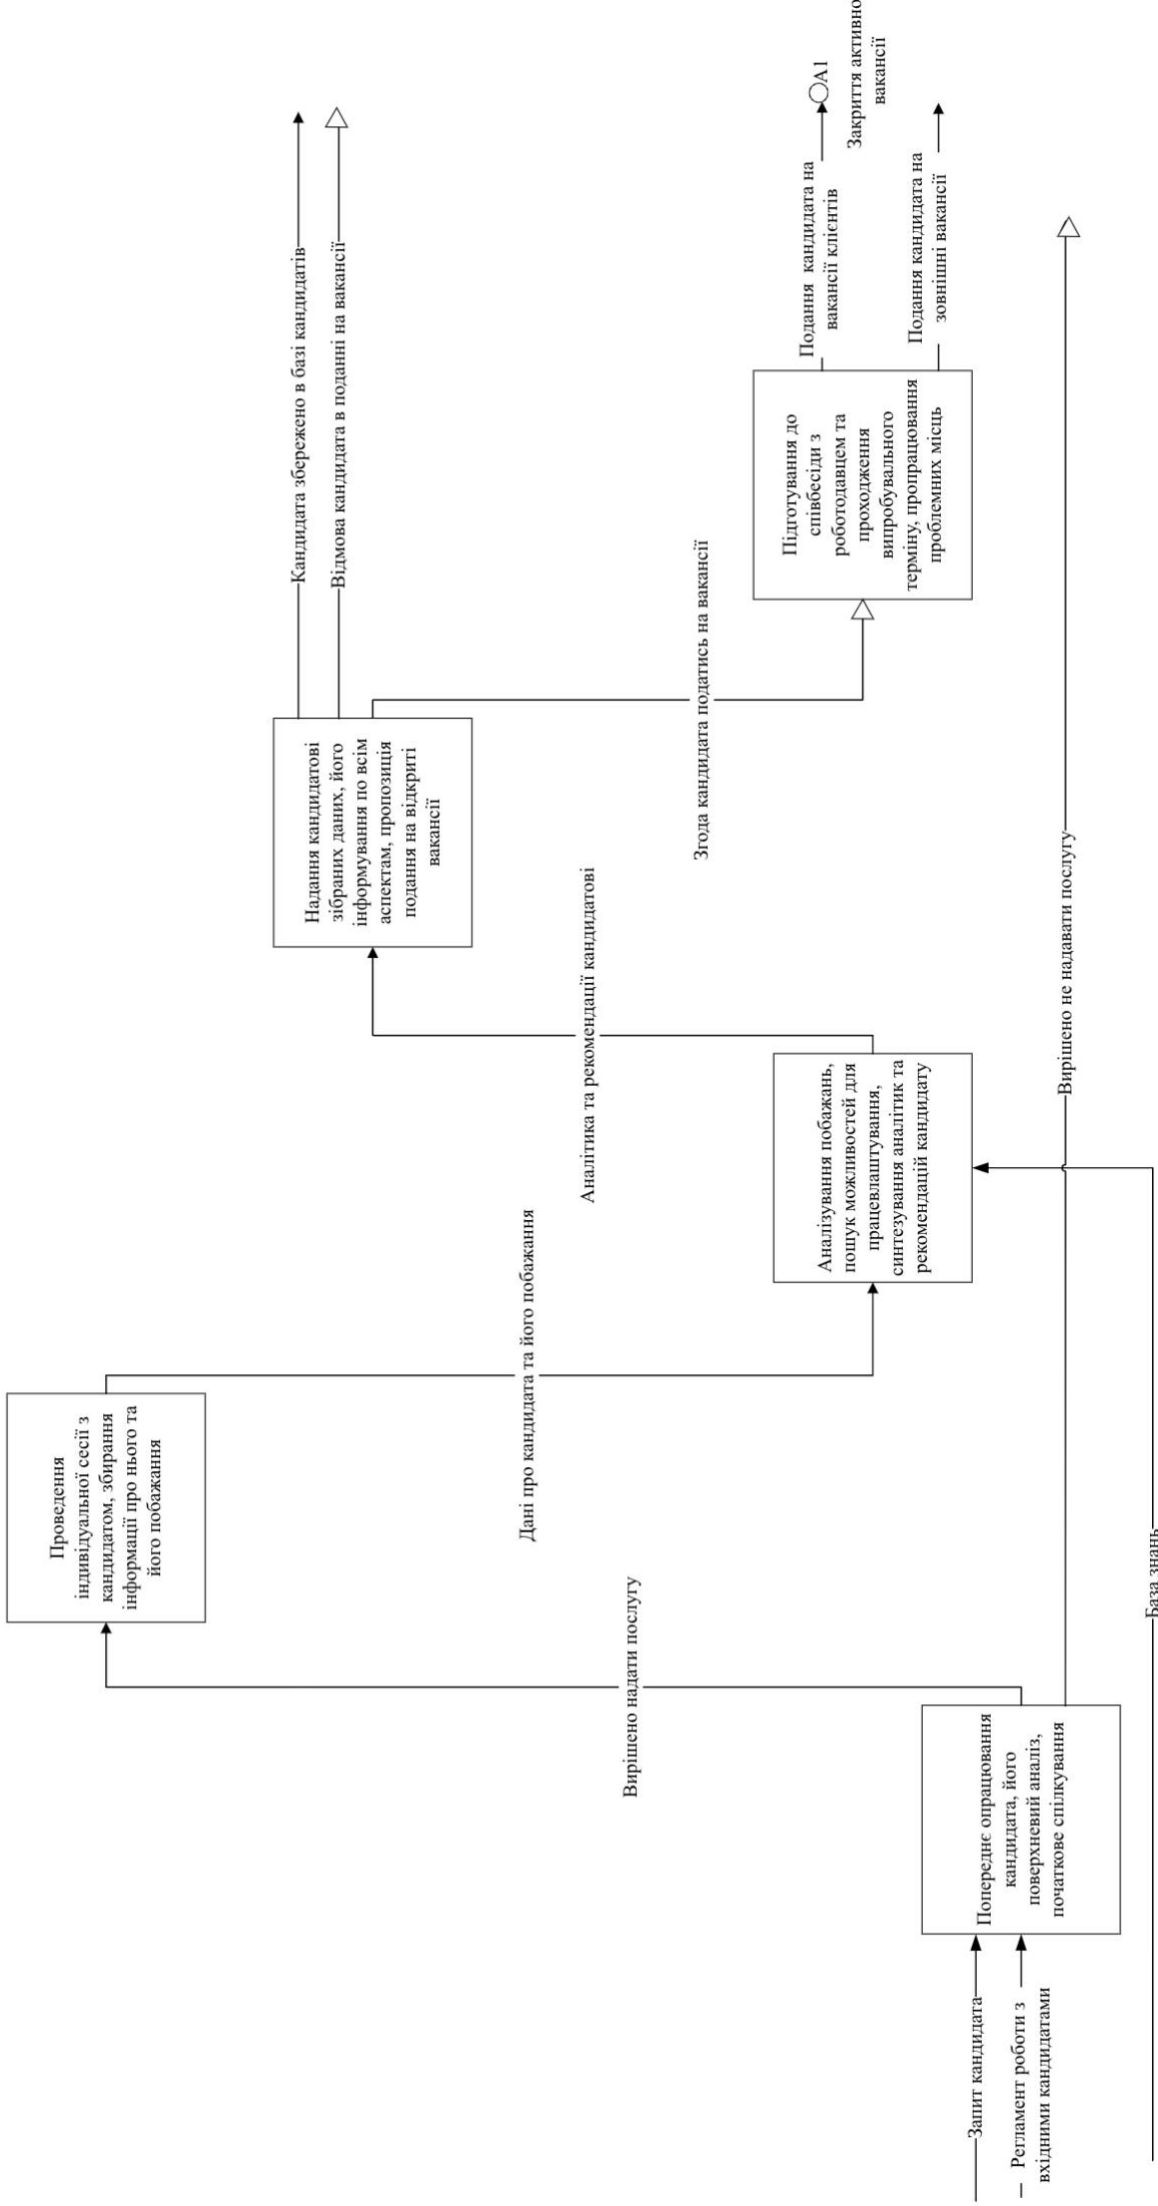 Запит кандидата
Регламент роботи з
вхідними кандидатами
База знань
Попереднє опрацювання
кандидата, його
поверхневий аналіз,
початкове спілкування
Вирішено надати послугу
Вирішено не надавати послугу
Проведення
індивідуальної сесії з
кандидатом, збирання
інформації про нього та
його побажання
Дані про кандидата та його побажання
Аналізування побажань,
пошук можливостей для
працевлаштування,
синтезування аналітик та
рекомендацій кандидату
Аналітика та рекомендації кандидатові
Надання кандидатові
зібраних даних, його
інформування по всім
аспектам, пропозиція
подання на відкриті
вакансії
Кандидата збережено в базі кандидатів
Відмова кандидата в поданні на вакансії
Згода кандидата податись на вакансії
Підготування до
співбесіди з
роботодавцем та
проходження
випробувального
терміну, пропрацювання
проблемних місць
Подання кандидата на
вакансії клієнтів
А1
Закриття активно
вакансії
Подання кандидата на
зовнішні вакансії